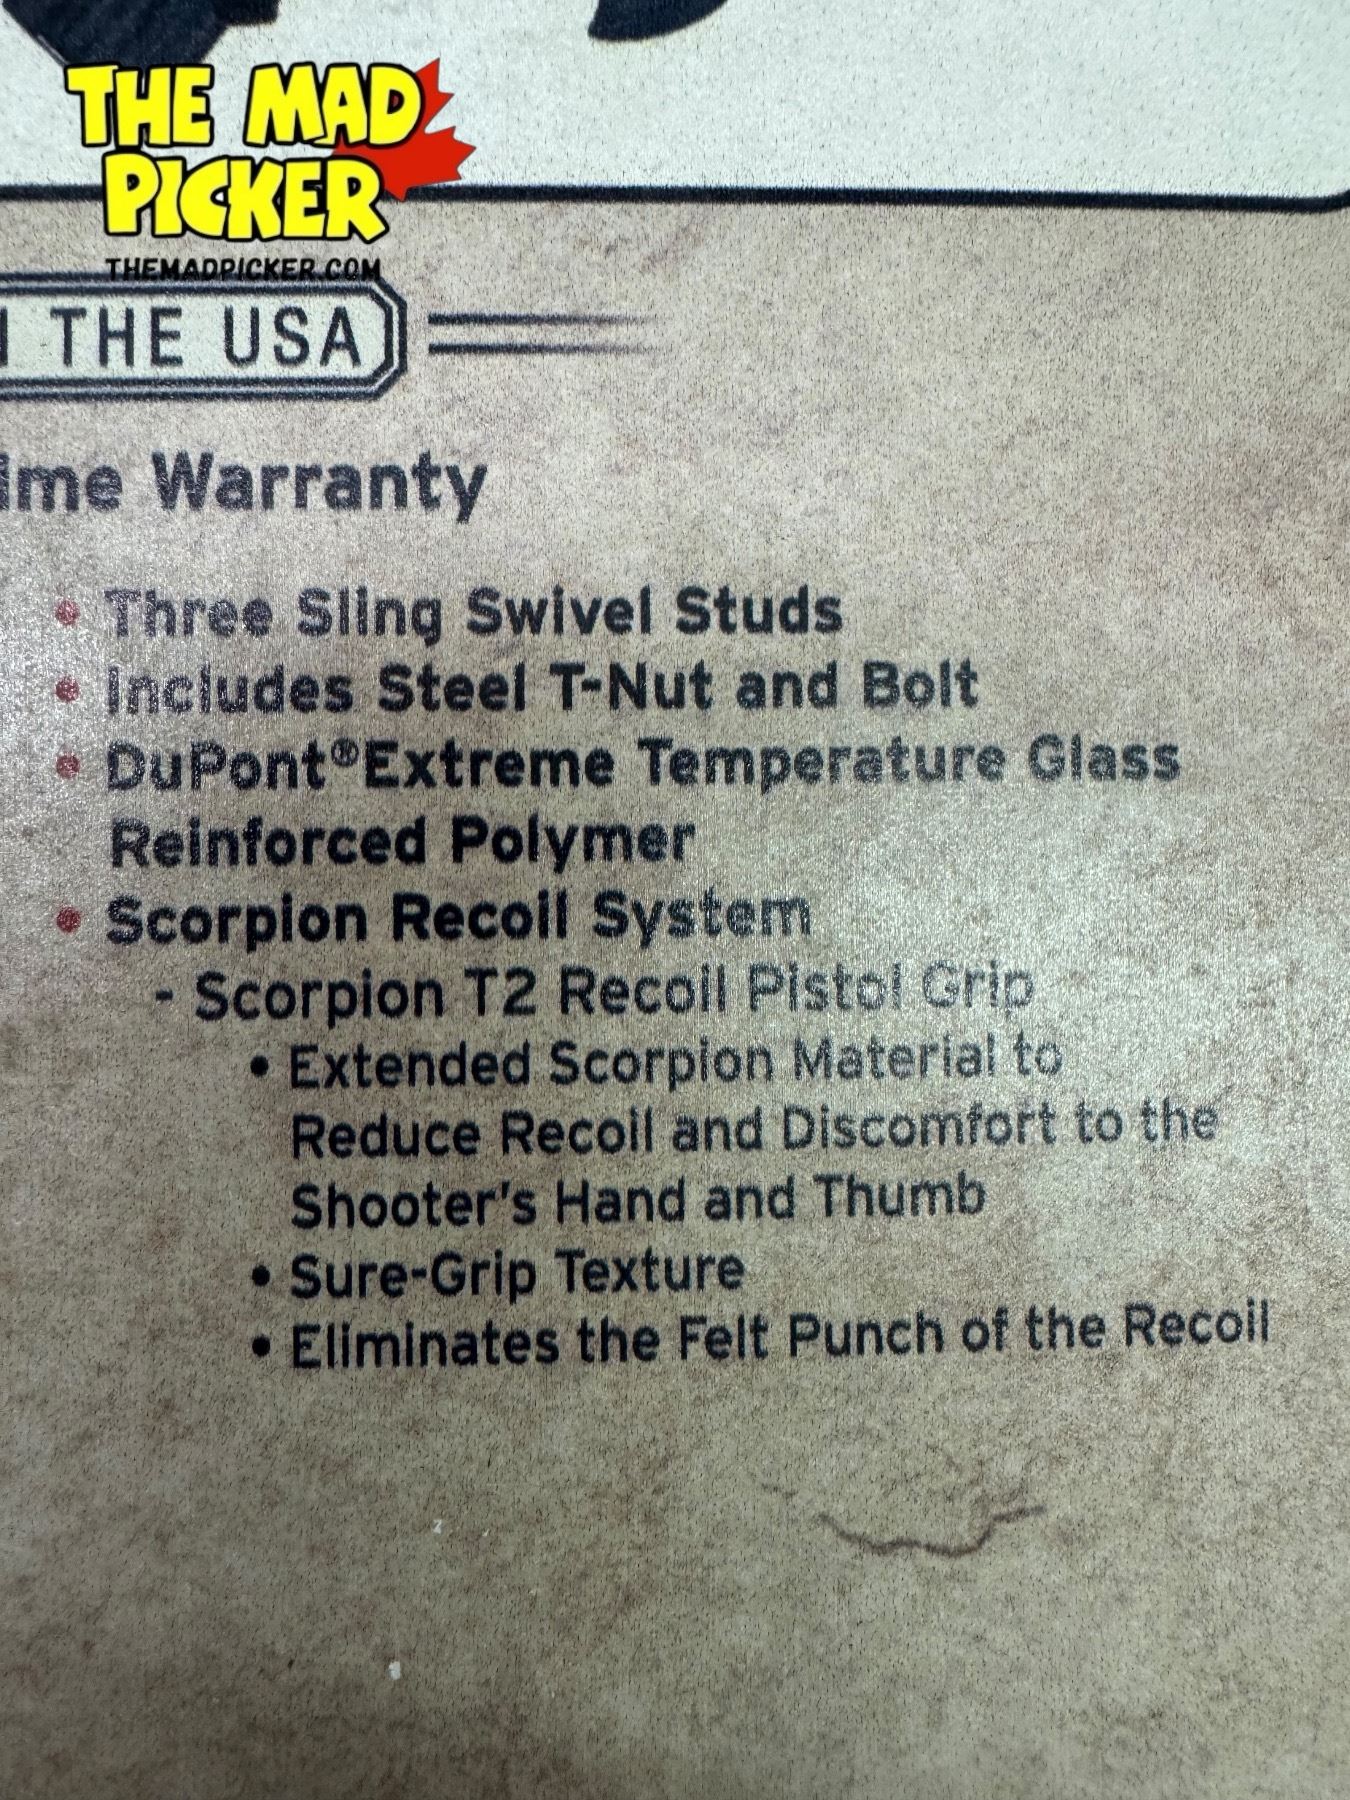 THE MAD
PICKER
THEMADPICKER.COM
THE USA
Warranty
• Three Sling Swivel Studs
• Includes Steel T-Nut and Bolt
• DuPont®Extreme Temperature Glass
Reinforced Polymer
• Scorpion Recoil System
- Scorpion T2 Recoil Pistol Grip
• Extended Scorpion Material to
Reduce Recoil and Discomfort to the
Shooter's Hand and Thumb
• Sure-Grip Texture
• Eliminates the Felt Punch of the Recoil